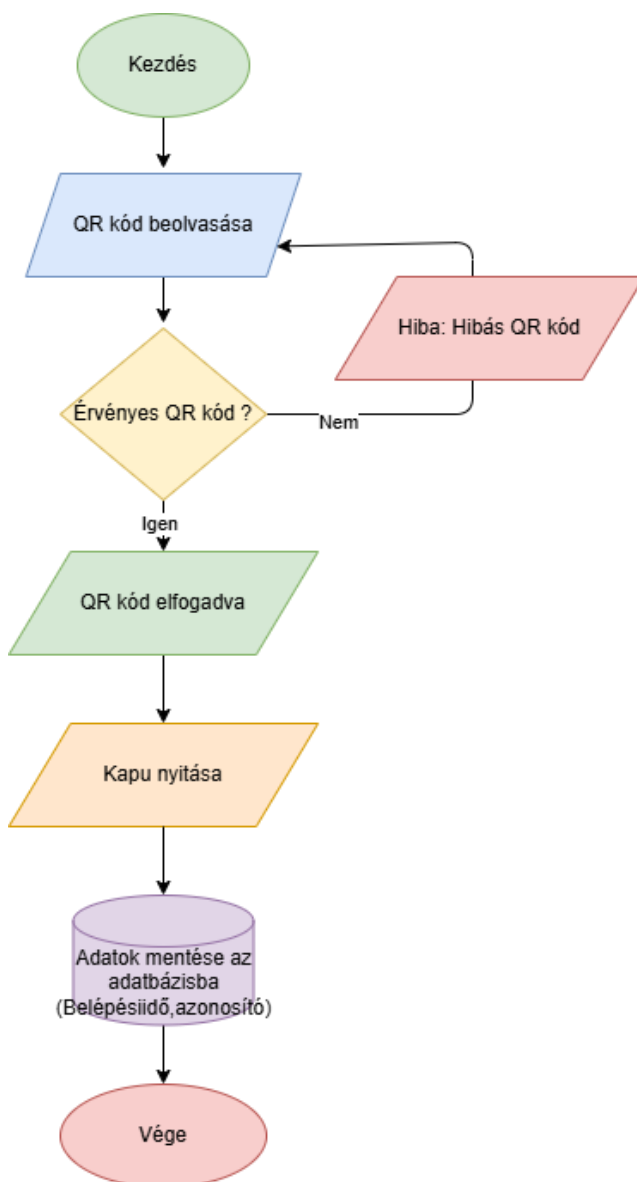 Kezdés
QR kód beolvasása
Hiba: Hibás QR kód
Érvényes QR kód ?
Nem
Igen
QR kód elfogadva
Kapu nyitása
Adatok mentése az
adatbázisba
(Belépésiidő,azonosító)
Vége